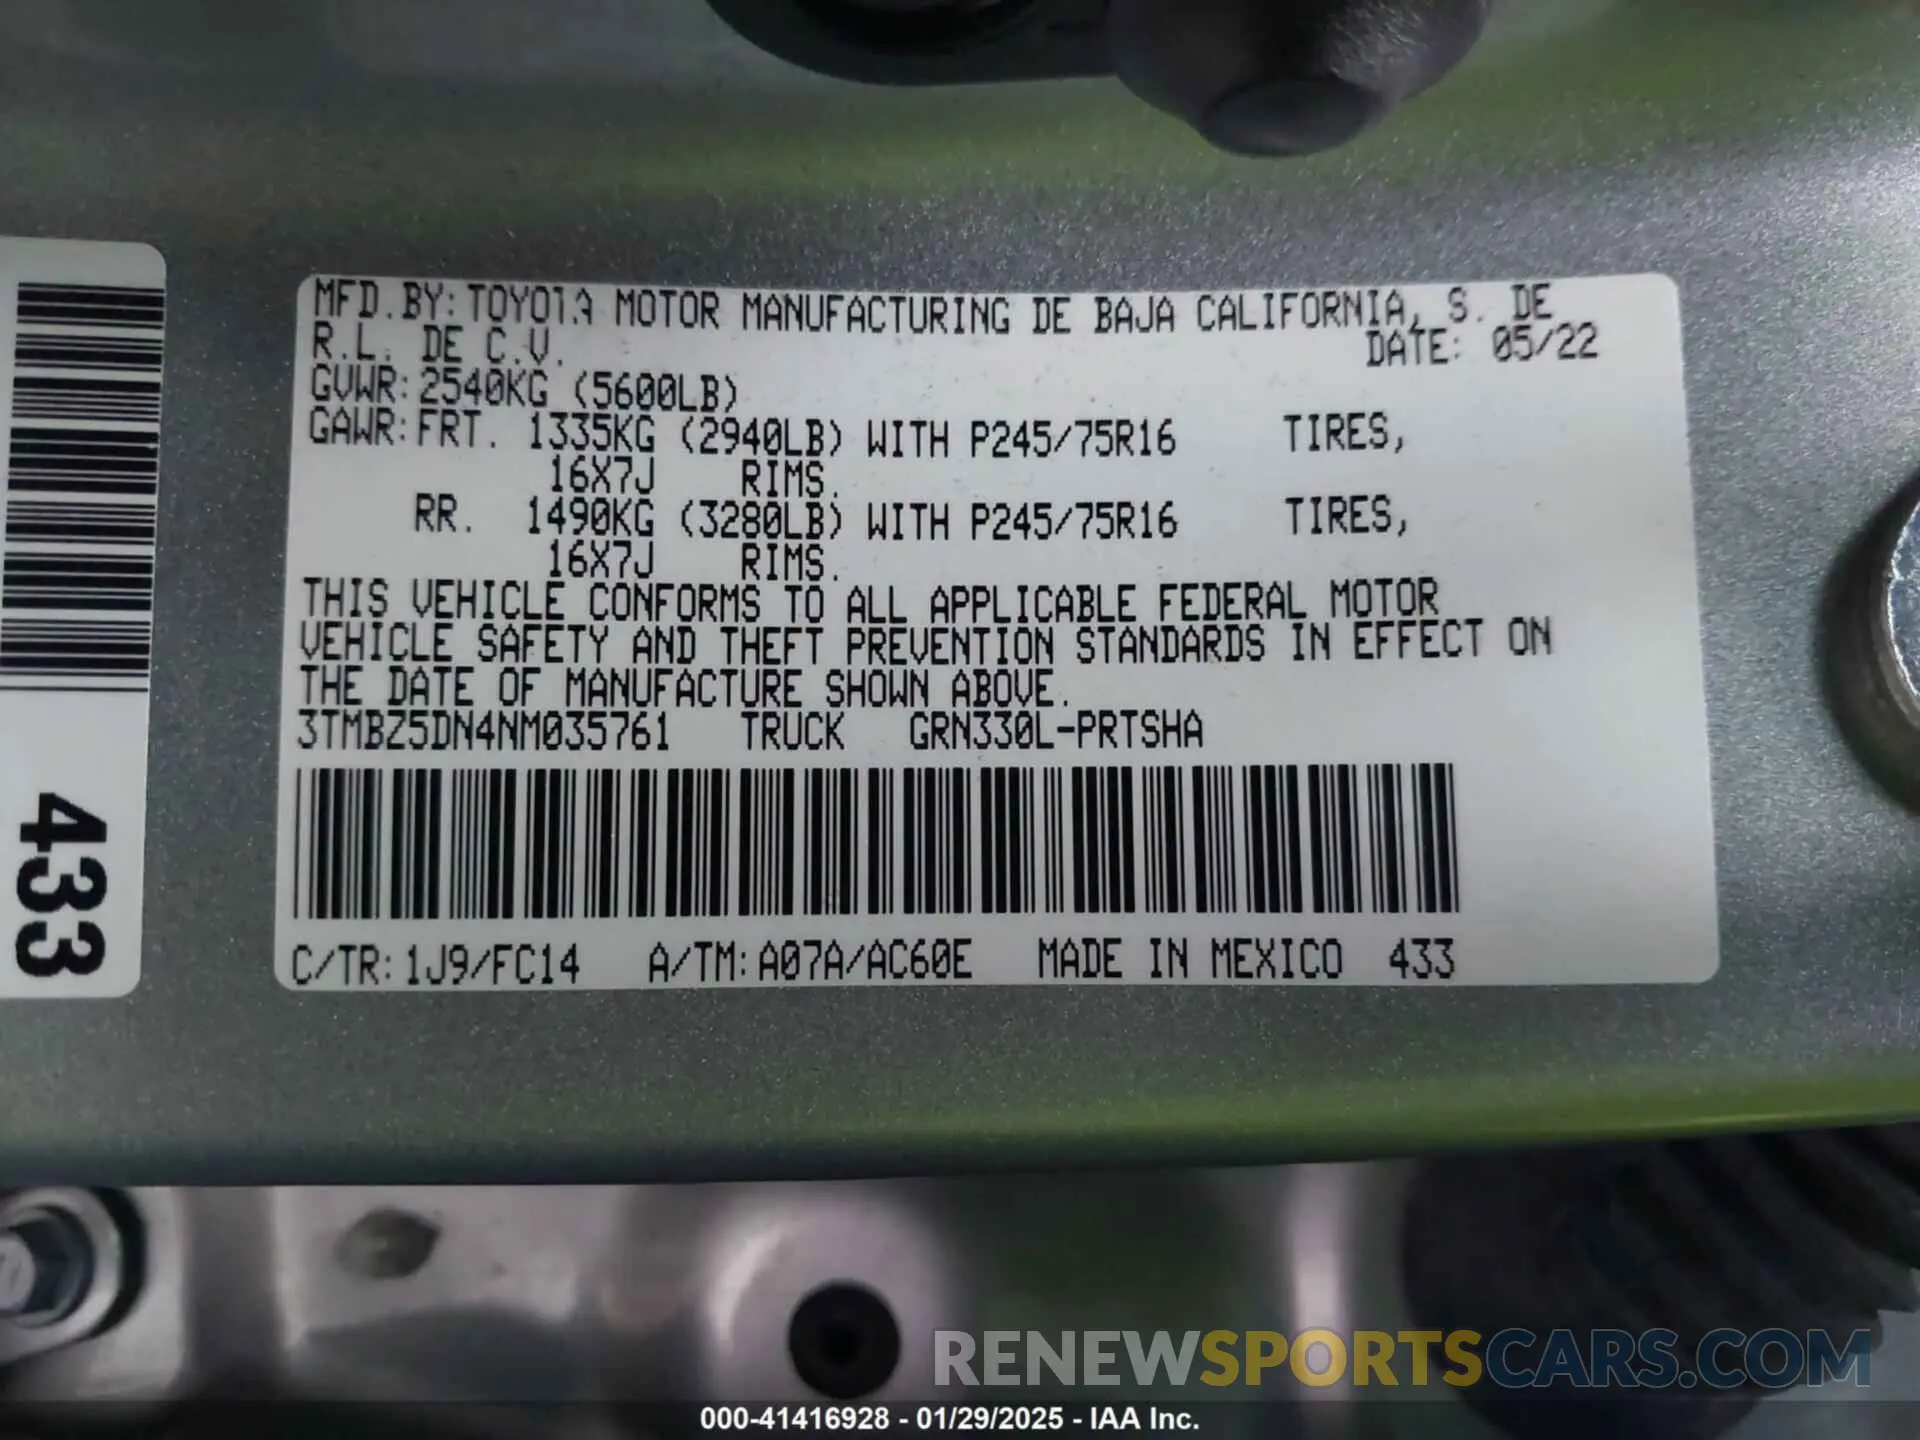 MFD.BY: TOYOTA MOTOR MANUFACTURING DE BAJA CALIFORNIA, S. DE
R.L. DE C.V. DATE: 05/22
GVWR: 2540KG (5600LB)
GAWR: FRT. 1335KG (2940LB) WITH P245/75R16 TIRES,
16X7J RIMS.
RR. 1490KG (3280LB) WITH P245/75R16 TIRES,
16X7J RIMS.
THIS VEHICLE CONFORMS TO ALL APPLICABLE FEDERAL MOTOR
VEHICLE SAFETY AND THEFT PREVENTION STANDARDS IN EFFECT ON
THE DATE OF MANUFACTURE SHOWN ABOVE.
3TMBZ5DN4NM035761 TRUCK GRN330L-PRTSHA
C/TR: 1J9/FC14 A/TM: A07A/AC60E MADE IN MEXICO 433
433
RENEWSPORTSCARS.COM
000-41416928 - 01/29/2025 - IAA Inc.